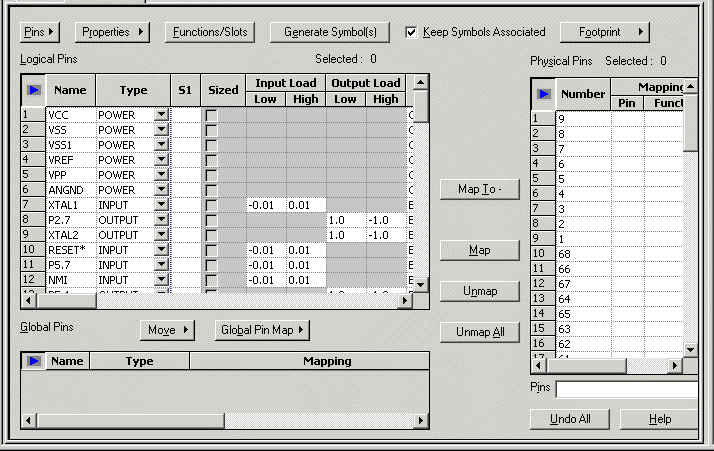 Pins Properties Functions/Slots Generate Symbol(s) Keep Symbols Associated Footprint
Logical Pins Selected: 0
Name Type S1 Sized Input Load Output Load
Low High Low High
1 VCC POWER
2 VSS POWER
3 VSS1 POWER
4 VREF POWER
5 VPP POWER
6 ANGND POWER
7 XTAL1 INPUT -0.01 0.01
8 P2.7 OUTPUT 1.0 -1.0
9 XTAL2 OUTPUT 1.0 -1.0
10 RESET* INPUT -0.01 0.01
11 P5.7 INPUT -0.01 0.01
12 NMI INPUT -0.01 0.01
Map To -
Map
Unmap
Unmap All
Physical Pins Selected: 0
Number Mapping
Pin Funct
1 9
2 8
3 7
4 6
5 5
6 4
7 3
8 2
9 1
10 68
11 66
12 67
13 64
14 65
15 63
16 62
17 61
Pins
Undo All Help
Global Pins Move Global Pin Map
Name Type Mapping